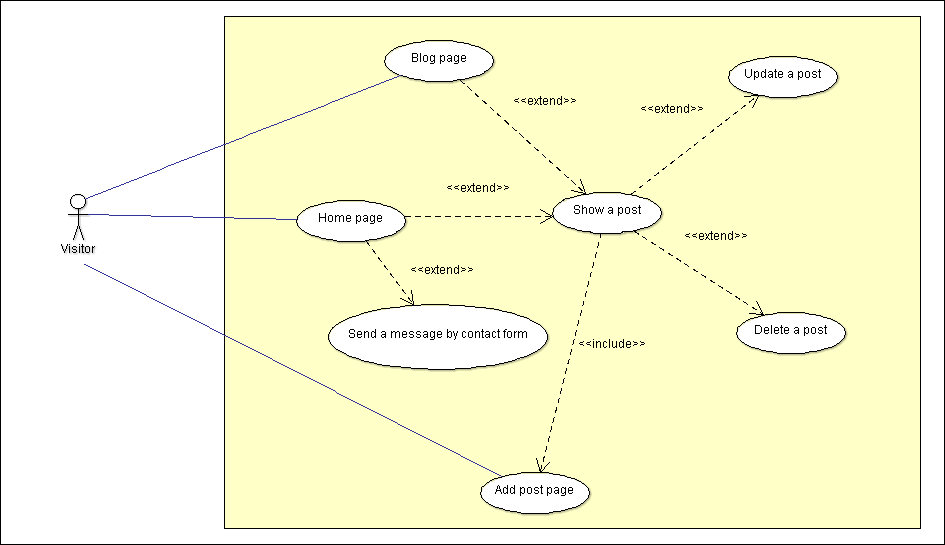 Blog page
Update a post
<<extend>>
<<extend>>
<<extend>>
Show a post
Home page
Visitor
<<extend>>
<<extend>>
Send a message by contact form
Delete a post
<<include>>
Add post page